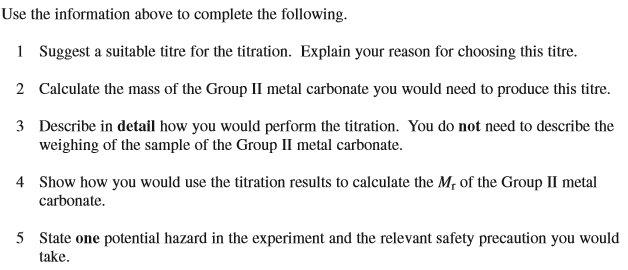 Use the information above to complete the following.
1 Suggest a suitable titre for the titration. Explain your reason for choosing this titre.
2 Calculate the mass of the Group II metal carbonate you would need to produce this titre.
3 Describe in detail how you would perform the titration. You do not need to describe the
weighing of the sample of the Group II metal carbonate.
4 Show how you would use the titration results to calculate the Mr of the Group II metal
carbonate.
5 State one potential hazard in the experiment and the relevant safety precaution you would
take.